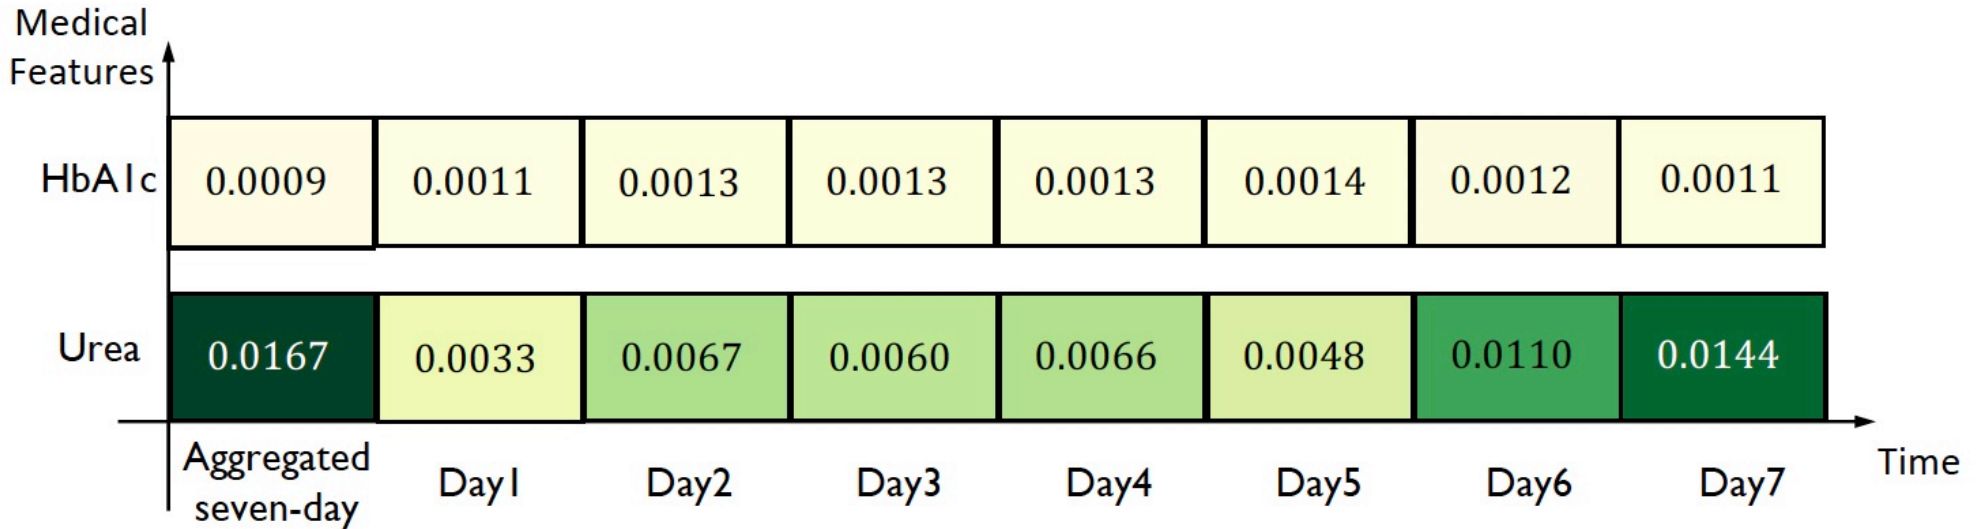 Medical
Features
HbA1c 0.0009 0.0011 0.0013 0.0013 0.0013 0.0014 0.0012 0.0011
Urea 0.0167 0.0033 0.0067 0.0060 0.0066 0.0048 0.0110 0.0144
Aggregated
seven-day Day1 Day2 Day3 Day4 Day5 Day6 Day7 Time